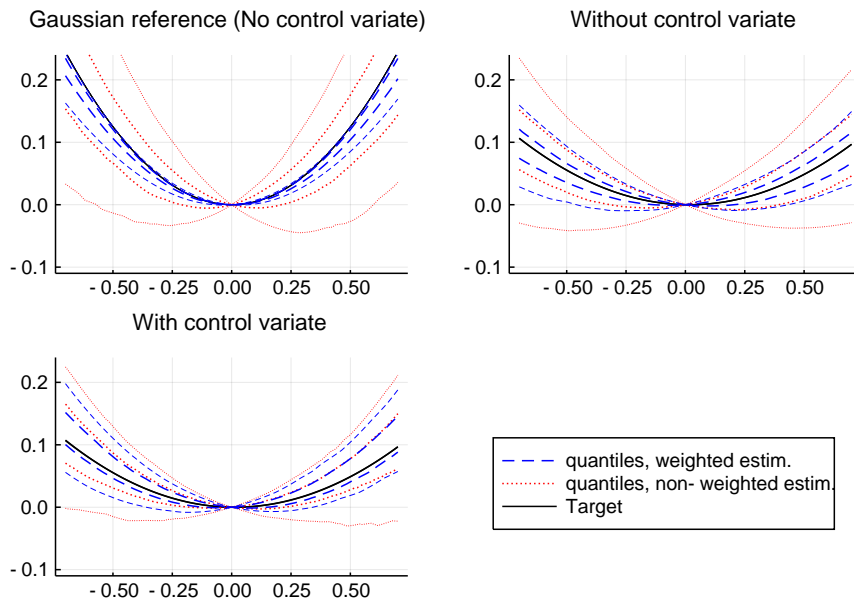 Gaussian reference (No control variate)
Without control variate
0.2
0.1
0.0
- 0.1
- 0.50 - 0.25 0.00 0.25 0.50
0.2
0.1
0.0
- 0.1
- 0.50 - 0.25 0.00 0.25 0.50
With control variate
0.2
0.1
0.0
- 0.1
- 0.50 - 0.25 0.00 0.25 0.50
quantiles, weighted estim.
quantiles, non- weighted estim.
Target